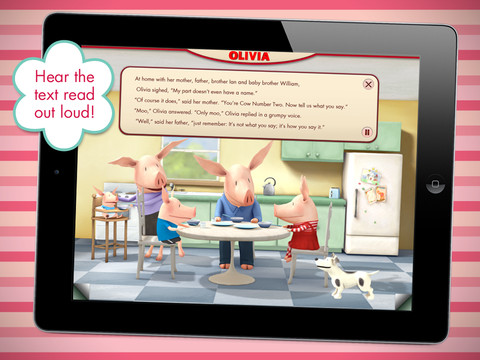 OLIVIA
Hear the
text read
out loud!
At home with her mother, father, brother Ian and baby brother William,
Olivia sighed, "My part doesn't even have a name."
"Of course it does," said her mother. "You're Cow Number Two. Now tell us what you say."
"Moo," Olivia answered. "Only moo," Olivia replied in a grumpy voice.
"Well," said her father, "just remember: It's not what you say; it's how you say it."